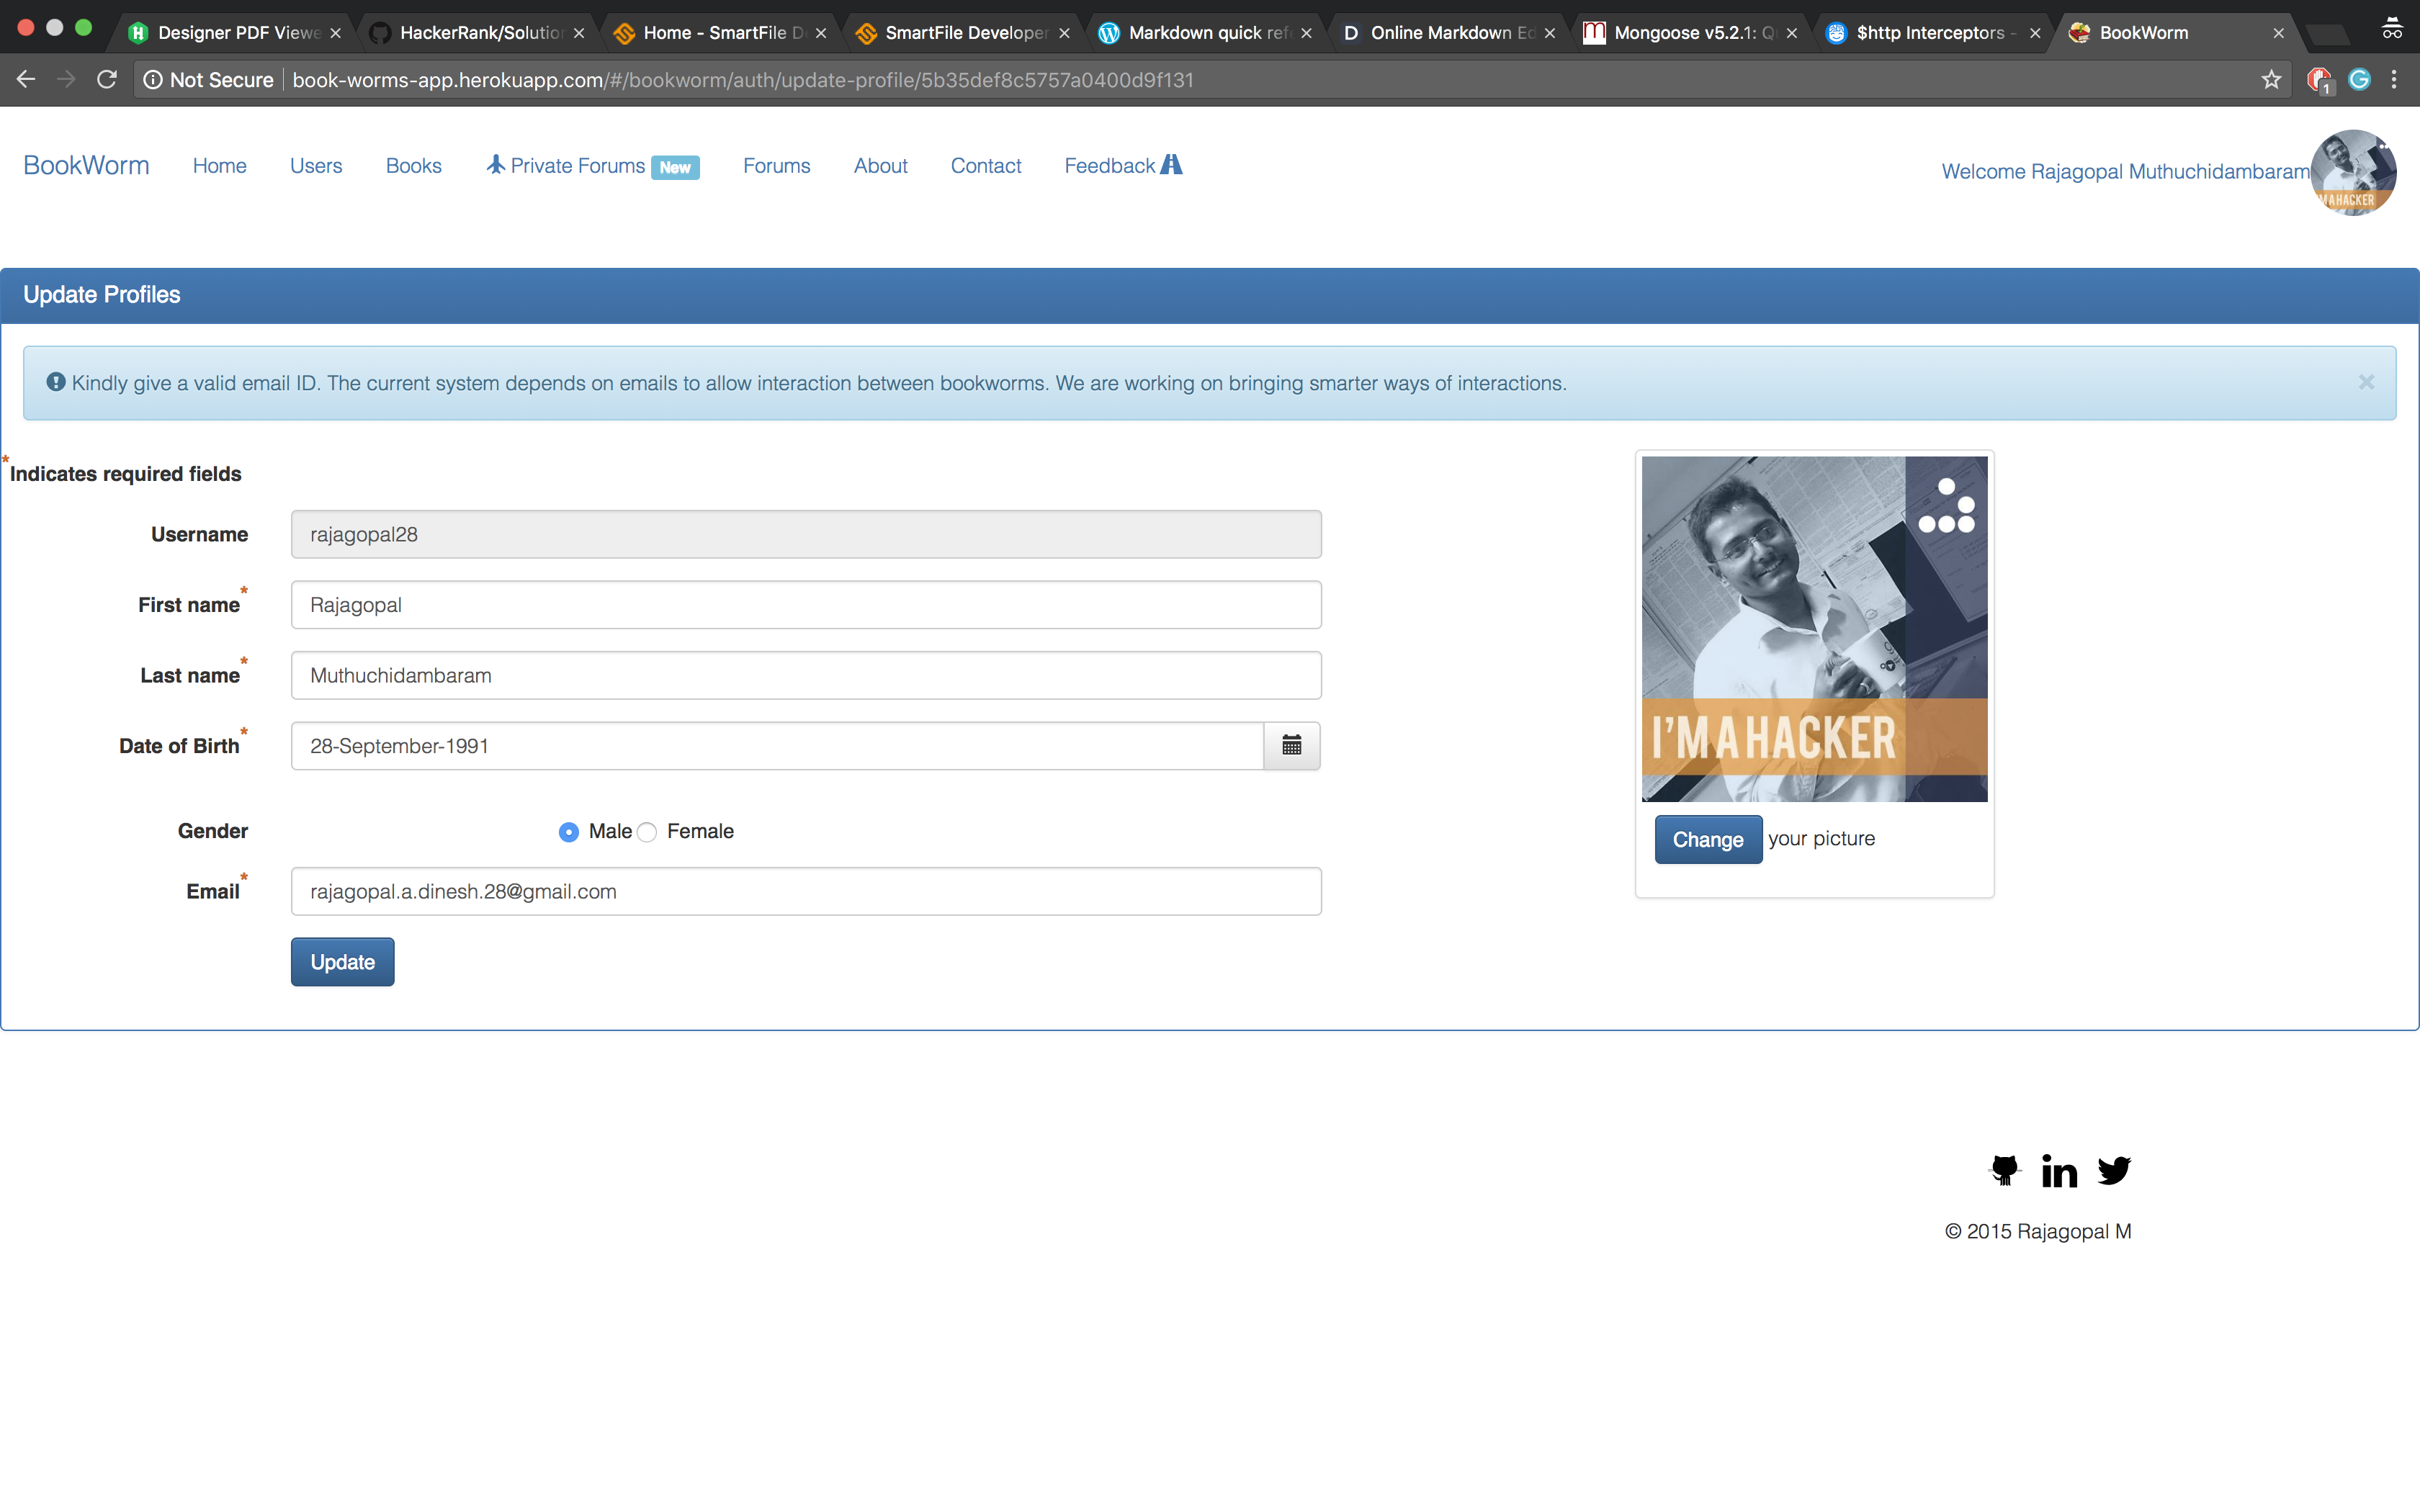 Designer PDF Viewe
HackerRank/Solution
Home - SmartFile D
SmartFile Developer
Markdown quick ref
Online Markdown Ed
Mongoose v5.2.1: Q
$http Interceptors -
BookWorm
Not Secure book-worms-app.herokuapp.com/#/bookworm/auth/update-profile/5b35def8c5757a0400d9f131
1
BookWorm Home Users Books Private Forums New Forums About Contact Feedback
Welcome Rajagopal Muthuchidambaram
MAHACKER
Update Profiles
Kindly give a valid email ID. The current system depends on emails to allow interaction between bookworms. We are working on bringing smarter ways of interactions.
×
*Indicates required fields
Username rajagopal28
First name* Rajagopal
Last name* Muthuchidambaram
Date of Birth* 28-September-1991
Gender Male Female
Email* rajagopal.a.dinesh.28@gmail.com
Update
I'M A HACKER
Change your picture
in
© 2015 Rajagopal M